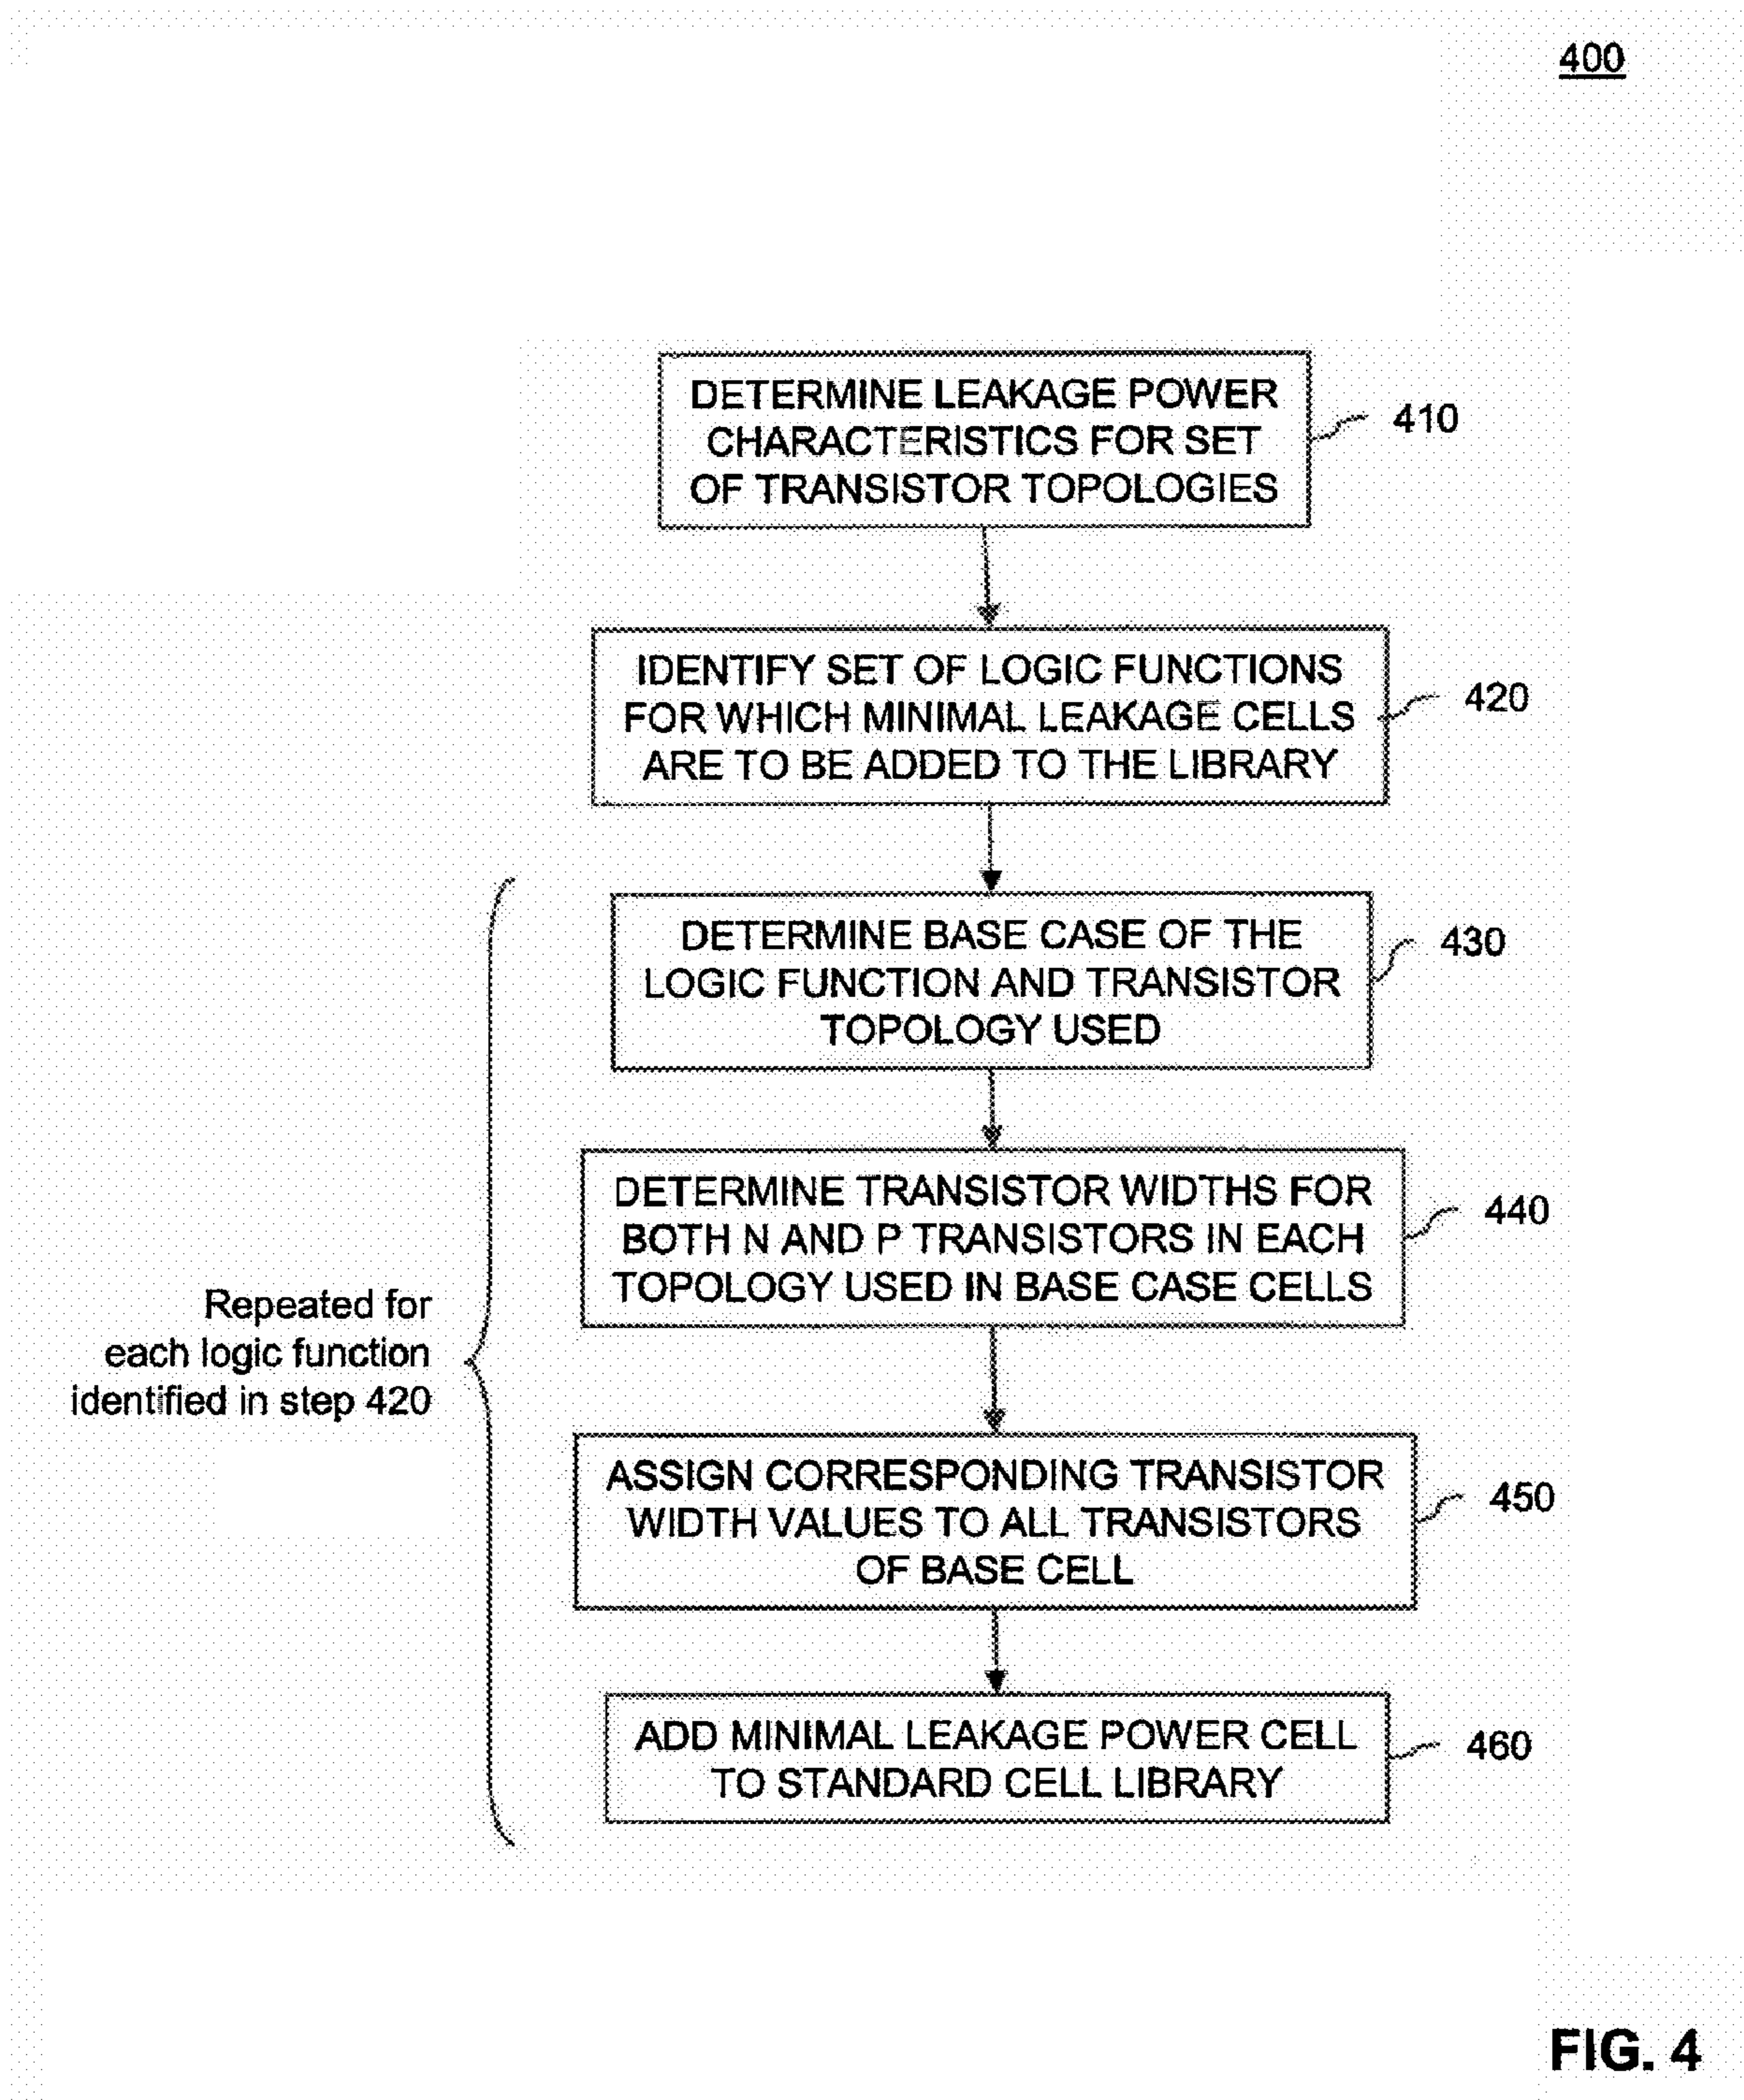 400
DETERMINE LEAKAGE POWER
CHARACTERISTICS FOR SET
OF TRANSISTOR TOPOLOGIES
410
IDENTIFY SET OF LOGIC FUNCTIONS
FOR WHICH MINIMAL LEAKAGE CELLS
ARE TO BE ADDED TO THE LIBRARY
420
DETERMINE BASE CASE OF THE
LOGIC FUNCTION AND TRANSISTOR
TOPOLOGY USED
430
DETERMINE TRANSISTOR WIDTHS FOR
BOTH N AND P TRANSISTORS IN EACH
TOPOLOGY USED IN BASE CASE CELLS
440
Repeated for
each logic function
identified in step 420
ASSIGN CORRESPONDING TRANSISTOR
WIDTH VALUES TO ALL TRANSISTORS
OF BASE CELL
450
ADD MINIMAL LEAKAGE POWER CELL
TO STANDARD CELL LIBRARY
460
FIG. 4